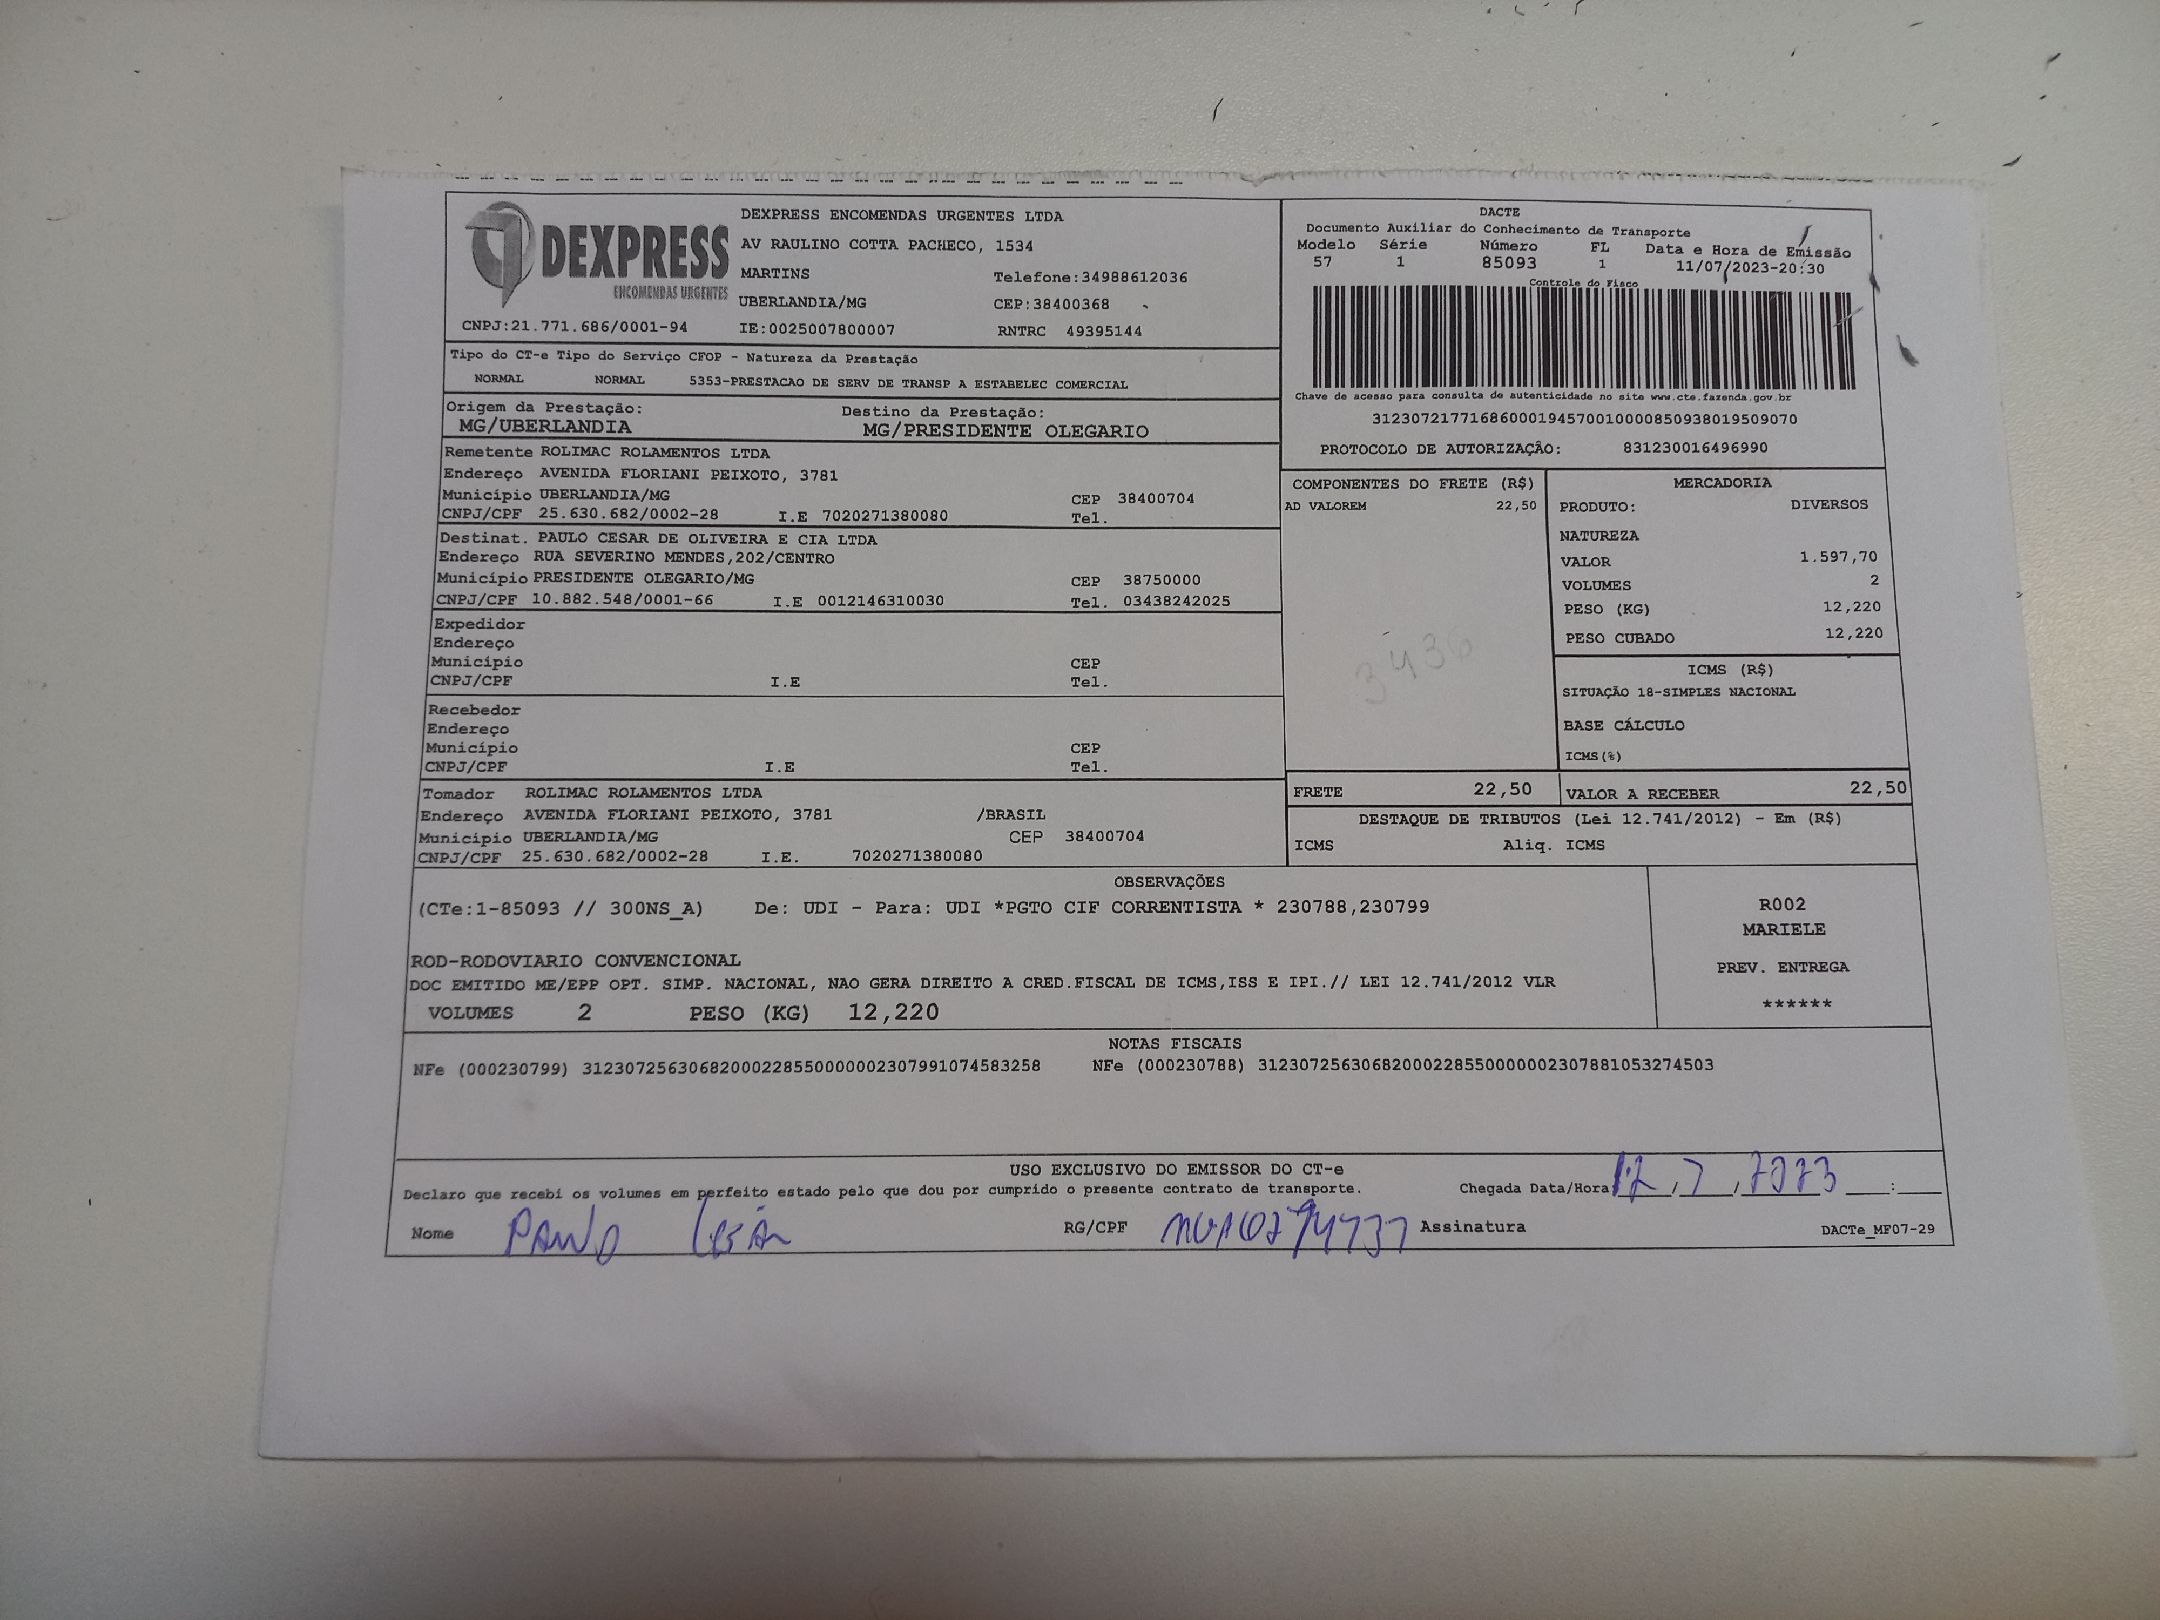 DEXPRESS
ENCOMENDAS URGENTES
CNPJ:21.771.686/0001-94
DEXPRESS ENCOMENDAS URGENTES LTDA
AV RAULINO COTTA PACHECO, 1534
MARTINS Telefone:34988612036
UBERLANDIA/MG CEP:38400368
IE:0025007800007 RNTRC 49395144
DACTE
Documento Auxiliar do Conhecimento de Transporte
Modelo Série Número FL Data e Hora de Emissão
57 1 85093 1 11/07/2023-20:30
Controle do Fisco
Chave de acesso para consulta de autenticidade no site www.cte.fazenda.gov.br
31230721771686000194570010000850938019509070
PROTOCOLO DE AUTORIZAÇÃO: 831230016496990
Tipo do CT-e Tipo do Serviço CFOP - Natureza da Prestação
NORMAL NORMAL 5353-PRESTACAO DE SERV DE TRANSP A ESTABELEC COMERCIAL
Origem da Prestação: Destino da Prestação:
MG/UBERLANDIA MG/PRESIDENTE OLEGARIO
Remetente ROLIMAC ROLAMENTOS LTDA
Endereço AVENIDA FLORIANI PEIXOTO, 3781
Município UBERLANDIA/MG CEP 38400704
CNPJ/CPF 25.630.682/0002-28 I.E 7020271380080 Tel.
Destinat. PAULO CESAR DE OLIVEIRA E CIA LTDA
Endereço RUA SEVERINO MENDES,202/CENTRO
Município PRESIDENTE OLEGARIO/MG CEP 38750000
CNPJ/CPF 10.882.548/0001-66 I.E 0012146310030 Tel. 03438242025
Expedidor
Endereço
Município CEP
CNPJ/CPF I.E Tel.
Recebedor
Endereço
Município CEP
CNPJ/CPF I.E Tel.
Tomador ROLIMAC ROLAMENTOS LTDA
Endereço AVENIDA FLORIANI PEIXOTO, 3781 /BRASIL
Município UBERLANDIA/MG CEP 38400704
CNPJ/CPF 25.630.682/0002-28 I.E. 7020271380080
COMPONENTES DO FRETE (R$)
AD VALOREM 22,50
3436
MERCADORIA
PRODUTO: DIVERSOS
NATUREZA
VALOR 1.597,70
VOLUMES 2
PESO (KG) 12,220
PESO CUBADO 12,220
ICMS (R$)
SITUAÇÃO 18-SIMPLES NACIONAL
BASE CÁLCULO
ICMS(%)
FRETE 22,50 VALOR A RECEBER 22,50
DESTAQUE DE TRIBUTOS (Lei 12.741/2012) - Em (R$)
ICMS Aliq. ICMS
OBSERVAÇÕES
(CTe:1-85093 // 300NS_A) De: UDI - Para: UDI *PGTO CIF CORRENTISTA * 230788,230799
ROD-RODOVIARIO CONVENCIONAL
DOC EMITIDO ME/EPP OPT. SIMP. NACIONAL, NAO GERA DIREITO A CRED.FISCAL DE ICMS,ISS E IPI.// LEI 12.741/2012 VLR
VOLUMES 2 PESO (KG) 12,220
R002
MARIELE
PREV. ENTREGA
******
NOTAS FISCAIS
NFe (000230799) 31230725630682000228550000002307991074583258 NFe (000230788) 31230725630682000228550000002307881053274503
USO EXCLUSIVO DO EMISSOR DO CT-e
Declaro que recebi os volumes em perfeito estado pelo que dou por cumprido o presente contrato de transporte. Chegada Data/Hora 12/7/2023 :
Nome PAULO RG/CPF Assinatura DACTe_MF07-29